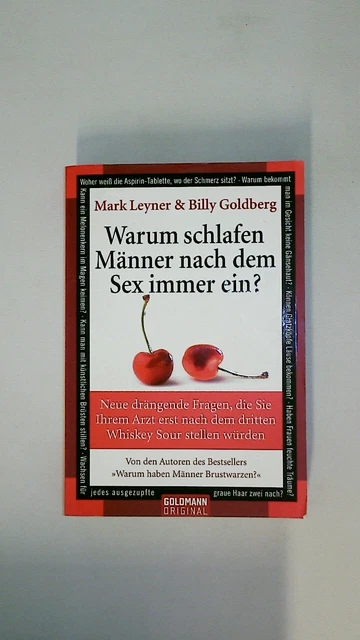 Woher weiß die Aspirin-Tablette, wo der Schmerz sitzt? · Warum bekommt
man im Gesicht keine Gänsehaut? · Können Glatzköpfe Läuse bekommen? · Haben Frauen feuchte Träume?
Kann ein Melonenkern im Magen keimen? · Kann man mit künstlichen Brüsten stillen? · Wachsen für
jedes ausgezupfte graue Haar zwei nach?
Mark Leyner & Billy Goldberg
Warum schlafen
Männer nach dem
Sex immer ein?
Neue drängende Fragen, die Sie
Ihrem Arzt erst nach dem dritten
Whiskey Sour stellen würden
Von den Autoren des Bestsellers
»Warum haben Männer Brustwarzen?«
GOLDMANN
ORIGINAL